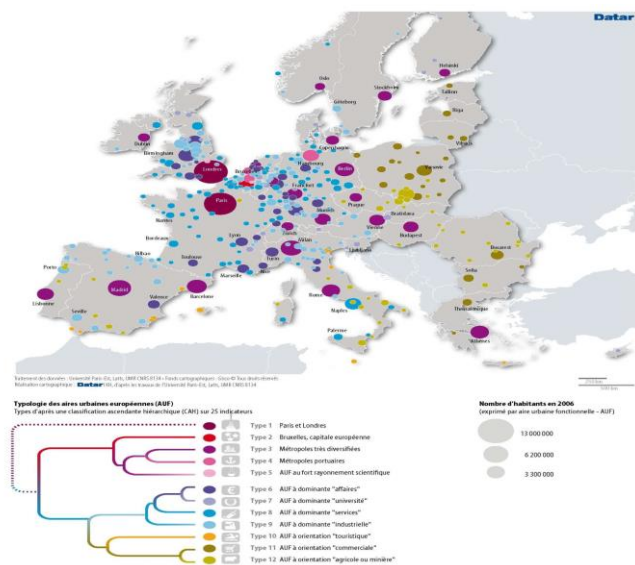 Datar
Helsinki
Oslo
Stockholm
Tallinn
Göteborg
Riga
Vilnius
Copenhague
Dublin
Birmingham
Hambourg
Londres
Berlin
Varsovie
Francfort
Paris
Prague
Nantes
Munich
Bratislava
Vienne
Zurich
Budapest
Bordeaux
Lyon
Milan
Ljubljana
Turin
Toulouse
Bilbao
Nice
Marseille
Bucarest
Porto
Sofia
Madrid
Barcelone
Rome
Lisbonne
Valence
Thessalonique
Naples
Séville
Palerme
Athènes
Typologie des aires urbaines européennes (AUF)
Types d'après une classification ascendante hiérarchique (CAH) sur 25 indicateurs
Type 1 Paris et Londres
Type 2 Bruxelles, capitale européenne
Type 3 Métropoles très diversifiées
Type 4 Métropoles portuaires
Type 5 AUF au fort rayonnement scientifique
Type 6 AUF à dominante "affaires"
Type 7 AUF à dominante "université"
Type 8 AUF à dominante "services"
Type 9 AUF à dominante "industrielle"
Type 10 AUF à orientation "touristique"
Type 11 AUF à orientation "commerciale"
Type 12 AUF à orientation "agricole ou minière"
Nombre d'habitants en 2006
(exprimé par aire urbaine fonctionnelle - AUF)
13 000 000
6 200 000
3 300 000